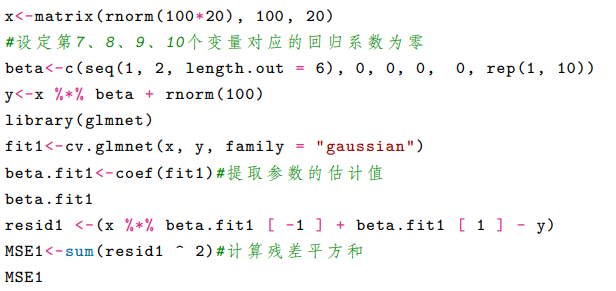 x<-matrix(rnorm(100*20), 100, 20)
#设定第7、8、9、10个变量对应的回归系数为零
beta<-c(seq(1, 2, length.out = 6), 0, 0, 0,  0, rep(1, 10))
y<-x %*% beta + rnorm(100)
library(glmnet)
fit1<-cv.glmnet(x, y, family = "gaussian")
beta.fit1<-coef(fit1)#提取参数的估计值
beta.fit1
resid1 <-(x %*% beta.fit1 [ -1 ] + beta.fit1 [ 1 ] - y)
MSE1<-sum(resid1 ^ 2)#计算残差平方和
MSE1